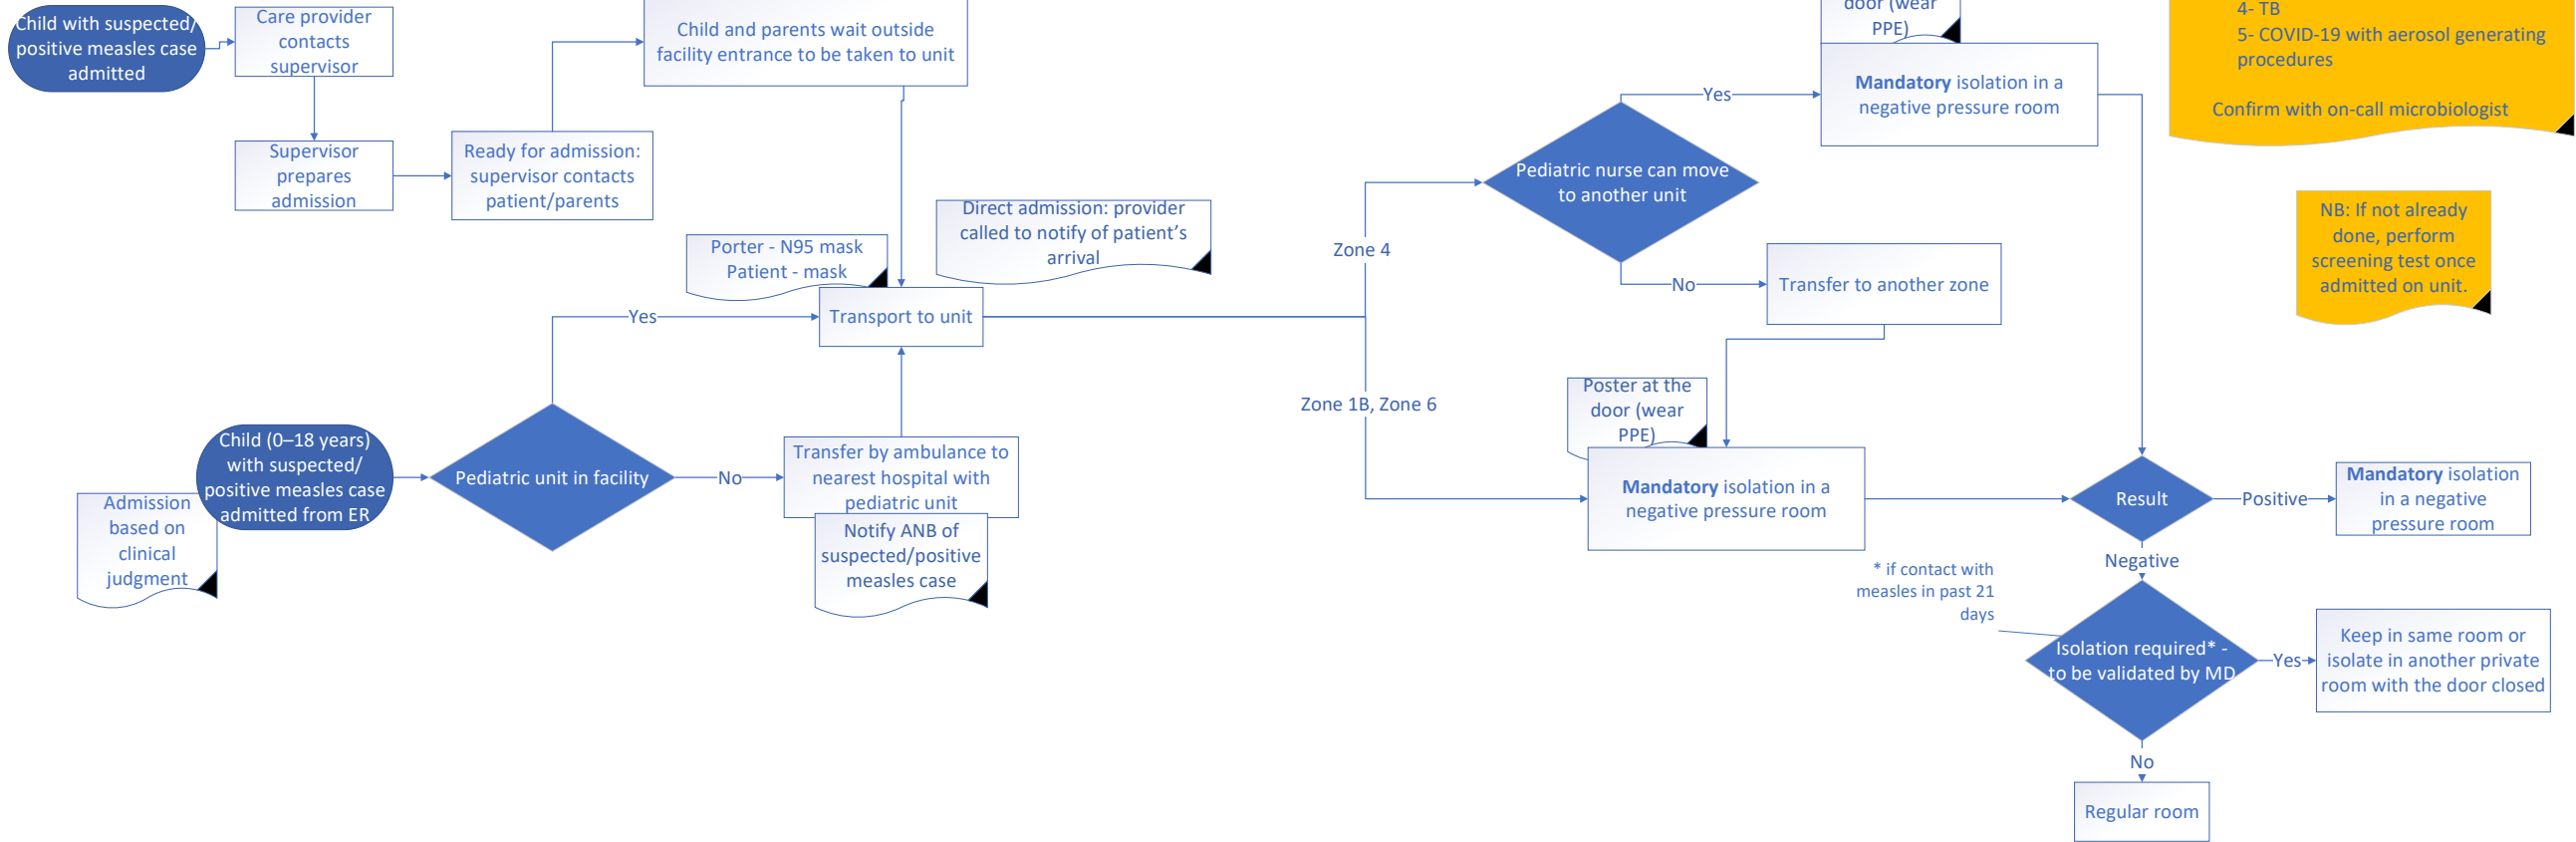 Child with suspected/
positive measles case
admitted
Care provider
contacts
supervisor
Supervisor
prepares
admission
Ready for admission:
supervisor contacts
patient/parents
Child and parents wait outside
facility entrance to be taken to unit
Porter - N95 mask
Patient - mask
Direct admission: provider
called to notify of patient’s
arrival
Transport to unit
Yes
Child (0–18 years)
with suspected/
positive measles case
admitted from ER
Admission
based on
clinical
judgment
Pediatric unit in facility
No
Transfer by ambulance to
nearest hospital with
pediatric unit
Notify ANB of
suspected/positive
measles case
Zone 4
Zone 1B, Zone 6
Pediatric nurse can move
to another unit
Yes
door (wear
PPE)
Mandatory isolation in a
negative pressure room
No
Transfer to another zone
Poster at the
door (wear
PPE)
Mandatory isolation in a
negative pressure room
4- TB
5- COVID-19 with aerosol generating
procedures
Confirm with on-call microbiologist
NB: If not already
done, perform
screening test once
admitted on unit.
Result
Positive
Mandatory isolation
in a negative
pressure room
Negative
* if contact with
measles in past 21
days
Isolation required* -
to be validated by MD
Yes
Keep in same room or
isolate in another private
room with the door closed
No
Regular room